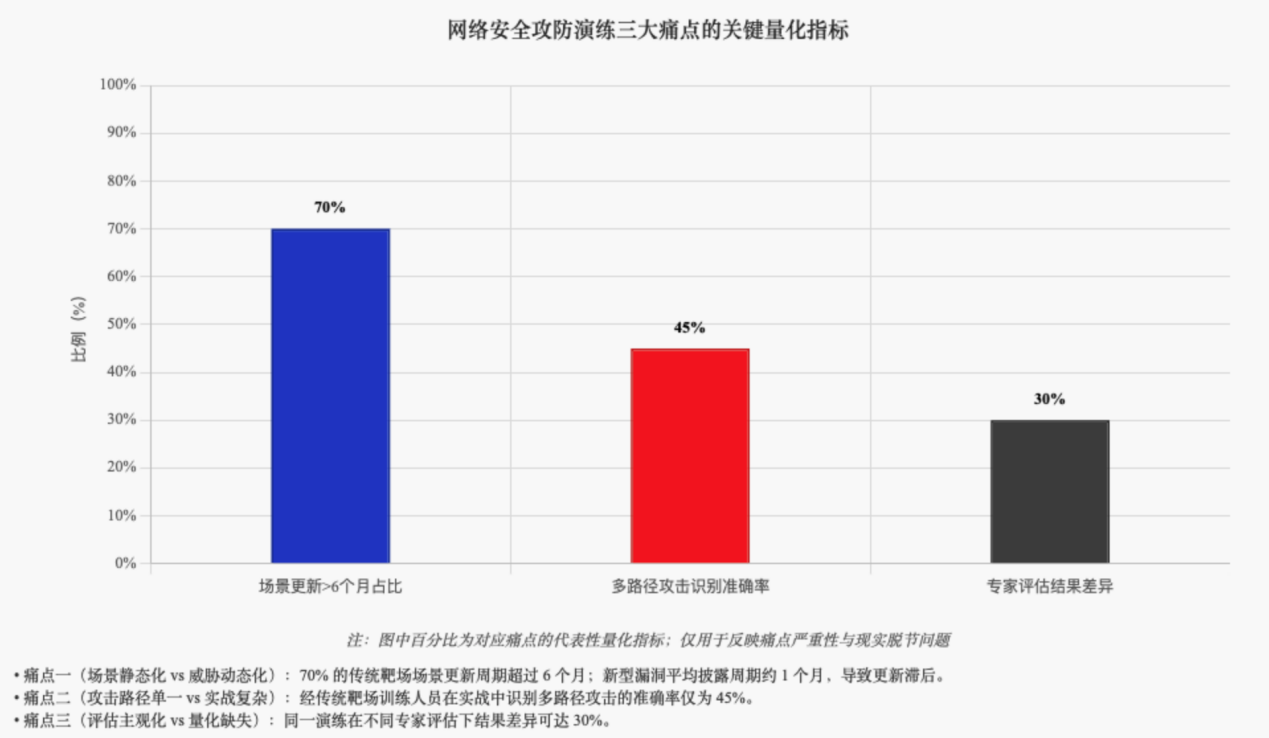 网络安全攻防演练三大痛点的关键量化指标
100%
90%
80%
70%
60%
50%
40%
30%
20%
10%
0%
比例（%）
70%
45%
30%
场景更新>6个月占比
多路径攻击识别准确率
专家评估结果差异
注：图中百分比为对应痛点的代表性量化指标；仅用于反映痛点严重性与现实脱节问题
• 痛点一（场景静态化 vs 威胁动态化）：70% 的传统靶场场景更新周期超过 6 个月；新型漏洞平均披露周期约 1 个月，导致更新滞后。
• 痛点二（攻击路径单一 vs 实战复杂）：经传统靶场训练人员在实战中识别多路径攻击的准确率仅为 45%。
• 痛点三（评估主观化 vs 量化缺失）：同一演练在不同专家评估下结果差异可达 30%。